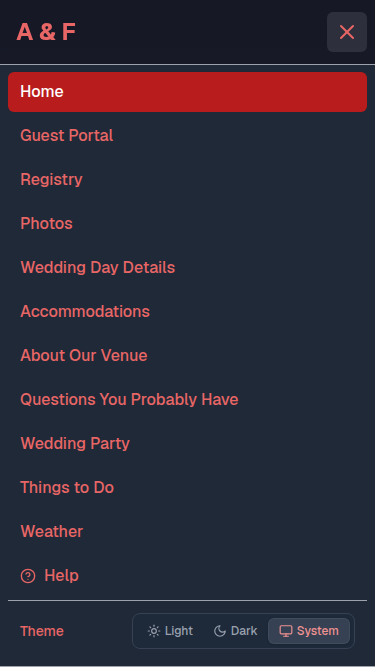 A & F
Home
Guest Portal
Registry
Photos
Wedding Day Details
Accommodations
About Our Venue
Questions You Probably Have
Wedding Party
Things to Do
Weather
Help
Theme Light Dark System